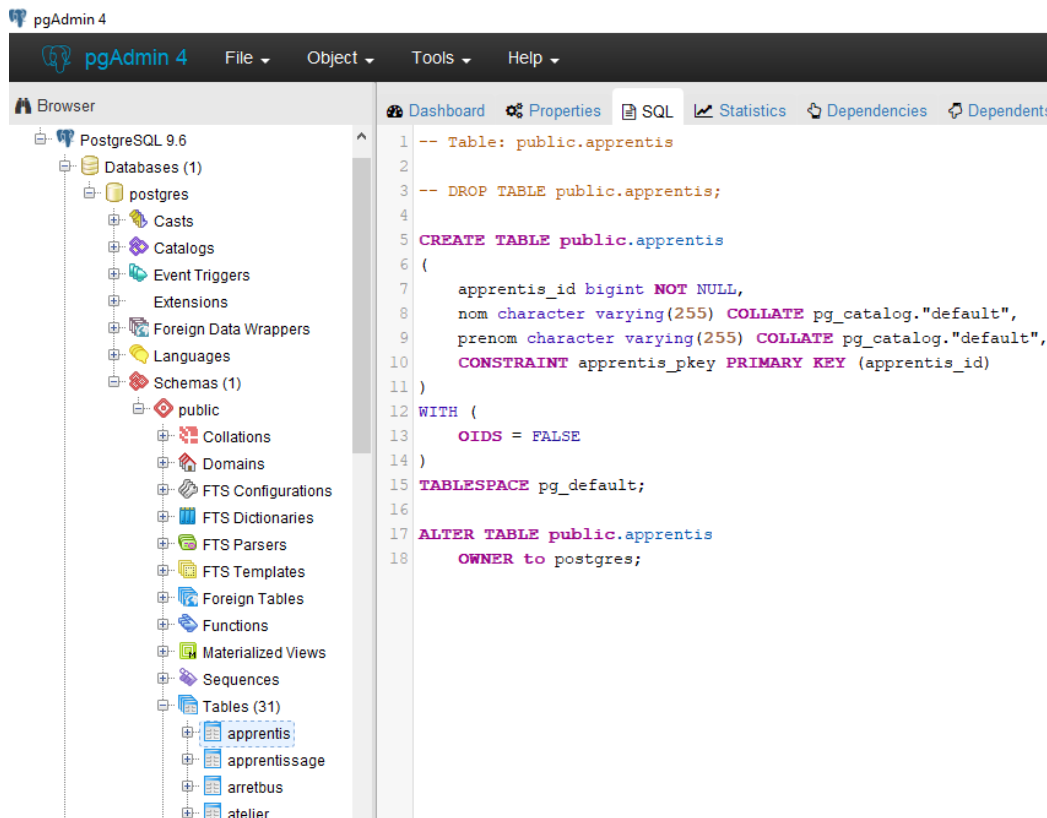 pgAdmin 4
pgAdmin 4 File Object Tools Help
Browser
PostgreSQL 9.6
Databases (1)
postgres
Casts
Catalogs
Event Triggers
Extensions
Foreign Data Wrappers
Languages
Schemas (1)
public
Collations
Domains
FTS Configurations
FTS Dictionaries
FTS Parsers
FTS Templates
Foreign Tables
Functions
Materialized Views
Sequences
Tables (31)
apprentis
apprentissage
arretbus
atelier
Dashboard Properties SQL Statistics Dependencies Dependents
1 -- Table: public.apprentis
2
3 -- DROP TABLE public.apprentis;
4
5 CREATE TABLE public.apprentis
6 (
7 apprentis_id bigint NOT NULL,
8 nom character varying(255) COLLATE pg_catalog."default",
9 prenom character varying(255) COLLATE pg_catalog."default",
10 CONSTRAINT apprentis_pkey PRIMARY KEY (apprentis_id)
11 )
12 WITH (
13 OIDS = FALSE
14 )
15 TABLESPACE pg_default;
16
17 ALTER TABLE public.apprentis
18 OWNER to postgres;